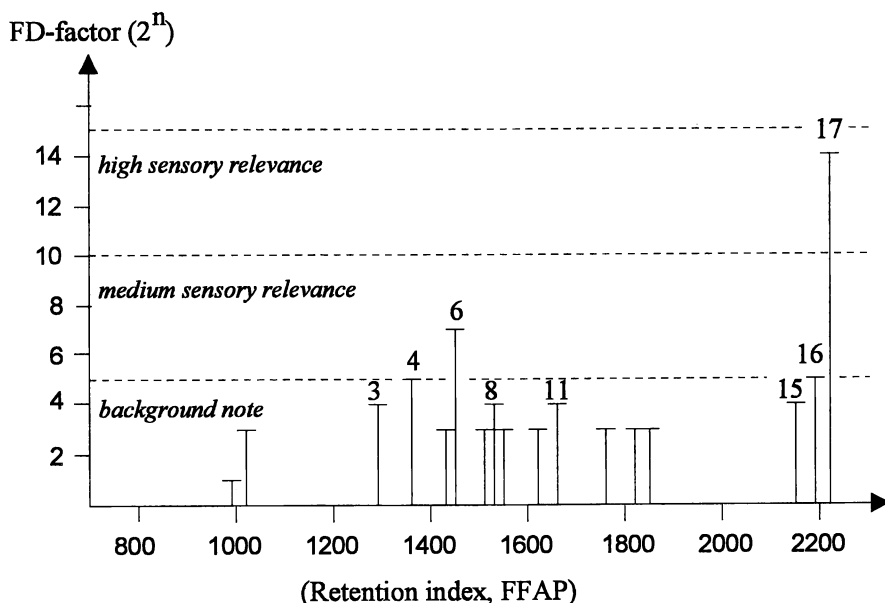 FD-factor (2^n)
17
14
high sensory relevance
12
10
medium sensory relevance
8
6
6
4
16
4
3
8
11
15
background note
2
800 1000 1200 1400 1600 1800 2000 2200
(Retention index, FFAP)